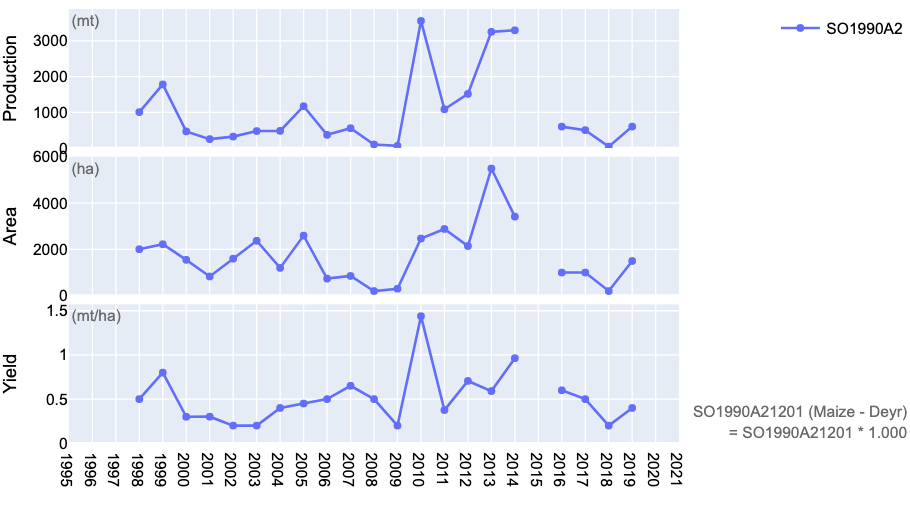 (mt)
SO1990A2
Production
3000
2000
1000
0
(ha)
Area
6000
4000
2000
0
(mt/ha)
Yield
1.5
1
0.5
0
SO1990A21201 (Maize - Deyr)
= SO1990A21201 * 1.000
1995 1996 1997 1998 1999 2000 2001 2002 2003 2004 2005 2006 2007 2008 2009 2010 2011 2012 2013 2014 2015 2016 2017 2018 2019 2020 2021